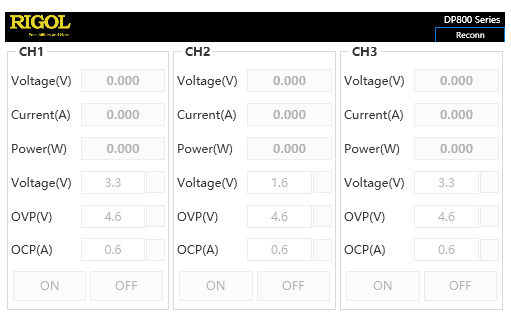 RIGOL
Possibilities and More
DP800 Series
Reconn
CH1 CH2 CH3
Voltage(V) 0.000 Voltage(V) 0.000 Voltage(V) 0.000
Current(A) 0.000 Current(A) 0.000 Current(A) 0.000
Power(W) 0.000 Power(W) 0.000 Power(W) 0.000
Voltage(V) 3.3 Voltage(V) 1.6 Voltage(V) 3.3
OVP(V) 4.6 OVP(V) 4.6 OVP(V) 4.6
OCP(A) 0.6 OCP(A) 0.6 OCP(A) 0.6
ON OFF ON OFF ON OFF